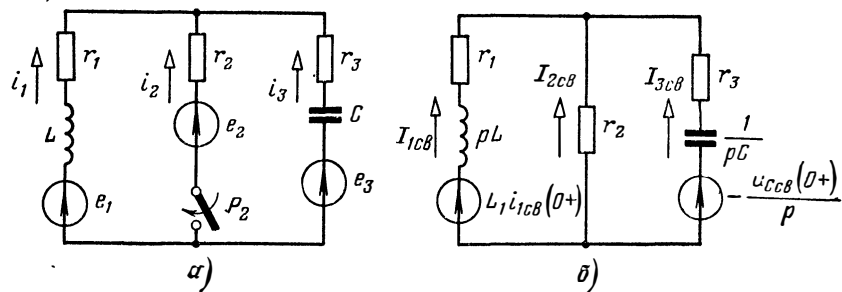 r₁
r₂
r₃
i₁
i₂
i₃
L
C
e₂
e₁
e₃
P₂
а)
r₁
I₂св
I₃св
r₃
I₁св
pL
r₂
1/pC
L₁i₁св(0+)
−uCсв(0+)/p
б)